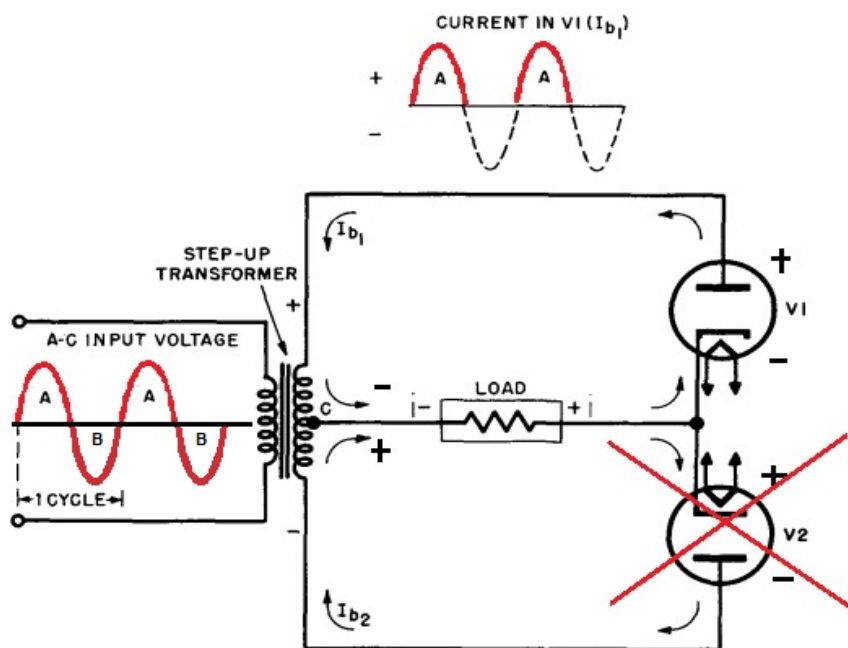 CURRENT IN V1 (Ib1)
A A
+
-
Ib1
STEP-UP
TRANSFORMER
+
+
V1
-
A-C INPUT VOLTAGE
A A
B B
1 CYCLE
-
C
i- LOAD + i
+
-
+
V2
-
Ib2